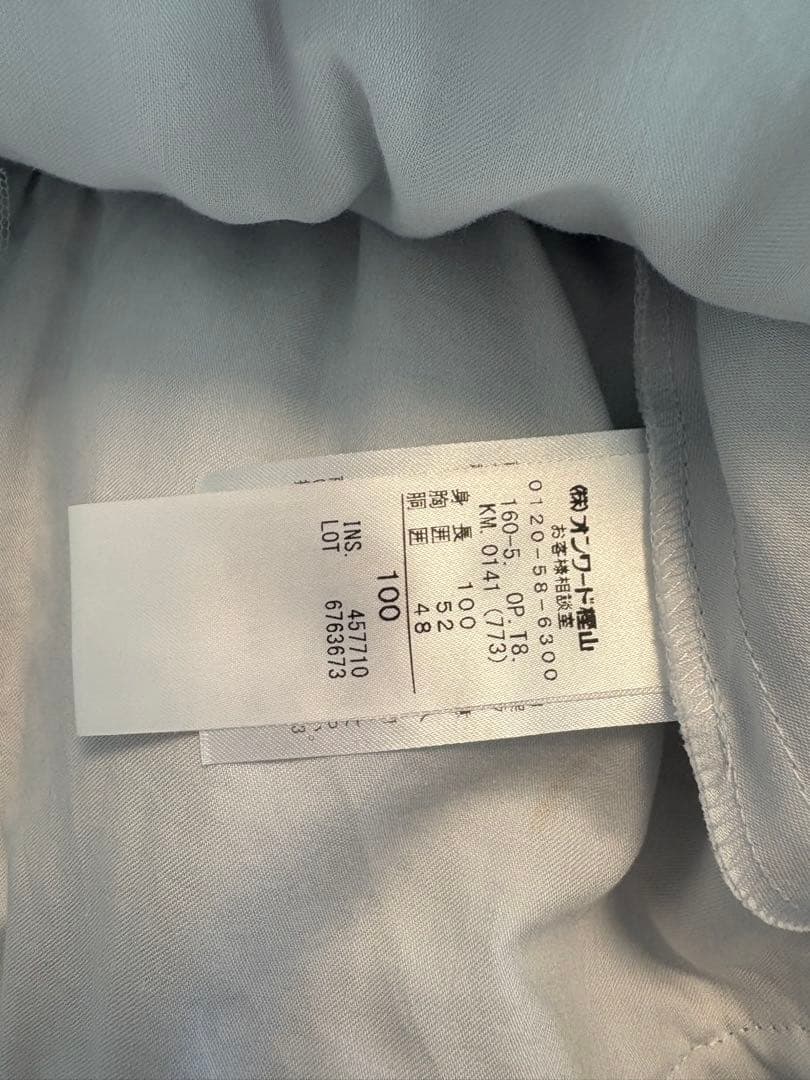 (株)オンワード樫山
お客様相談室
0120-58-6300
160-5. OP. T8.
KM. 0141 (773)
身長 100
胸囲 52
胴囲 48
100
INS. 457710
LOT 6763673